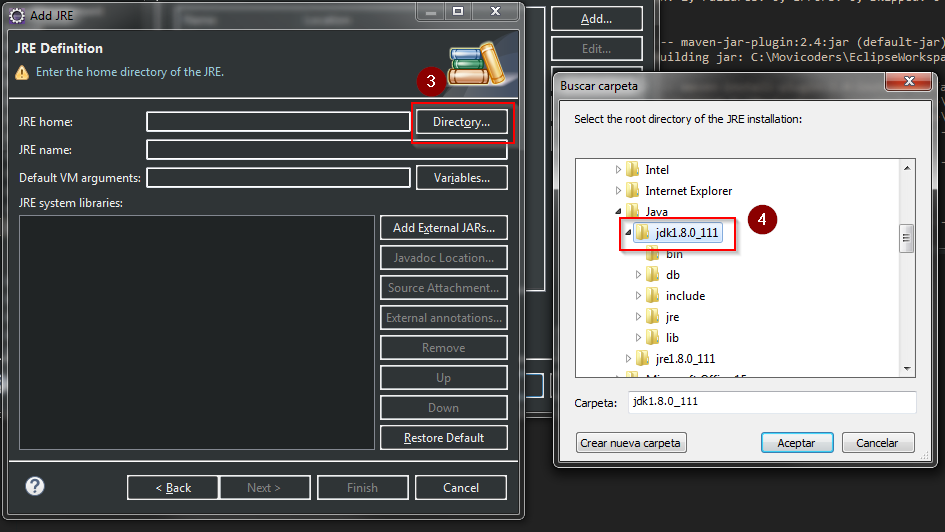 Add JRE
JRE Definition
Enter the home directory of the JRE.
3
JRE home:
Directory...
JRE name:
Default VM arguments:
Variables...
JRE system libraries:
Add External JARs...
Javadoc Location...
Source Attachment...
External annotations...
Remove
Up
Down
Restore Default
?
< Back
Next >
Finish
Cancel
Name
Location
Add...
Edit...
-- maven-jar-plugin:2.4:jar (default-jar)
uilding jar: C:\Movicoders\EclipseWorkspa
Buscar carpeta
Select the root directory of the JRE installation:
Intel
Internet Explorer
Java
jdk1.8.0_111
4
bin
db
include
jre
lib
jre1.8.0_111
Microsoft Office 15
Carpeta:
jdk1.8.0_111
Crear nueva carpeta
Aceptar
Cancelar